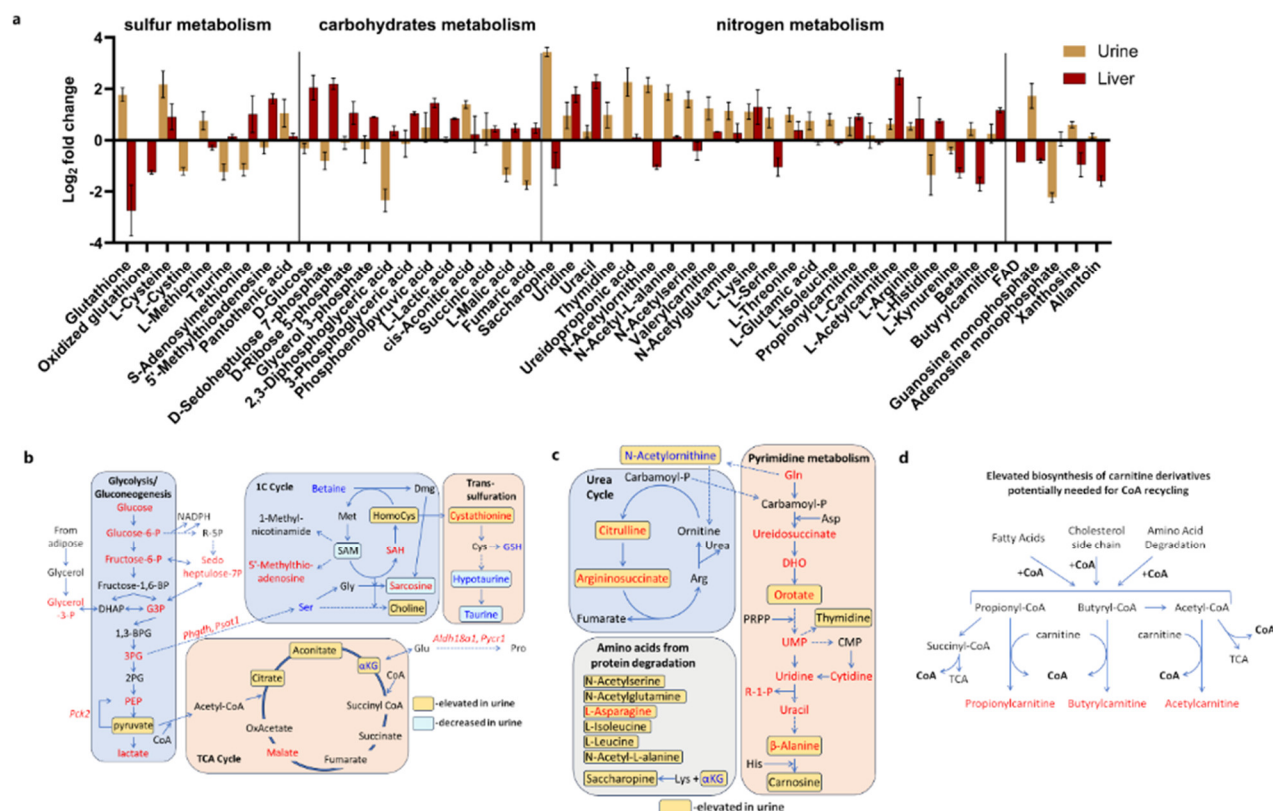 a
sulfur metabolism
carbohydrates metabolism
nitrogen metabolism
Urine
Liver
Log2 fold change
4
2
0
-2
-4
Glutathione
Oxidized glutathione
L-Cysteine
L-Cystine
L-Methionine
Taurine
S-Adenosylmethionine
5'-Methylthioadenosine
Pantothenic acid
D-Glucose
D-Sedoheptulose 7-phosphate
D-Ribose 5-phosphate
Glycerol 3-phosphate
Glyceric acid
2,3-Diphosphoglyceric acid
3-Phosphoglyceric acid
Phosphoenolpyruvic acid
L-Lactic acid
cis-Aconitic acid
Succinic acid
L-Malic acid
Fumaric acid
Saccharopine
Uridine
Uracil
Thymidine
Ureidopropionic acid
N-Acetylornithine
N-Acetyl-L-alanine
N-Acetylserine
Valerylcarnitine
N-Acetylglutamine
L-Lysine
L-Serine
L-Threonine
L-Glutamic acid
L-Isoleucine
Propionylcarnitine
L-Carnitine
L-Acetylcarnitine
L-Arginine
L-Histidine
L-Kynurenine
Betaine
Butyrylcarnitine
FAD
Guanosine monophosphate
Adenosine monophosphate
Xanthosine
Allantoin
b
Glycolysis/
Gluconeogenesis
Glucose
NADPH
Glucose-6-P
R-5P
From
adipose
Fructose-6-P
Sedo
heptulose-7P
Glycerol
Fructose-1,6-BP
Glycerol
-3-P
DHAP
G3P
1,3-BPG
Phgdh, Psat1
3PG
2PG
Pck2
PEP
pyruvate
CoA
lactate
1C Cycle
Betaine
Dmg
1-Methyl-
nicotinamide
Met
HomoCys
SAM
SAH
5'-Methylthio-
adenosine
Gly
Sarcosine
Ser
Choline
Trans-
sulfuration
Cystathionine
Cys
GSH
Hypotaurine
Taurine
Aldh18a1, Pycr1
Glu
Pro
Aconitate
αKG
Citrate
CoA
Acetyl-CoA
Succinyl CoA
OxAcetate
Succinate
Malate
Fumarate
TCA Cycle
-elevated in urine
-decreased in urine
c
N-Acetylornithine
Urea
Cycle
Carbamoyl-P
Citrulline
Ornitine
Urea
Argininosuccinate
Arg
Fumarate
Amino acids from
protein degradation
N-Acetylserine
N-Acetylglutamine
L-Asparagine
L-Isoleucine
L-Leucine
N-Acetyl-L-alanine
Saccharopine
Lys + αKG
Pyrimidine metabolism
Gln
Carbamoyl-P
Asp
Ureidosuccinate
DHO
Orotate
PRPP
Thymidine
UMP
CMP
Uridine
Cytidine
R-1-P
Uracil
β-Alanine
His
Carnosine
-elevated in urine
d
Elevated biosynthesis of carnitine derivatives
potentially needed for CoA recycling
Fatty Acids
Cholesterol
side chain
Amino Acid
Degradation
+CoA
+CoA
+CoA
Propionyl-CoA
Butyryl-CoA
Acetyl-CoA
Succinyl-CoA
carnitine
carnitine
CoA
TCA
CoA
TCA
CoA
CoA
Propionylcarnitine
Butyrylcarnitine
Acetylcarnitine